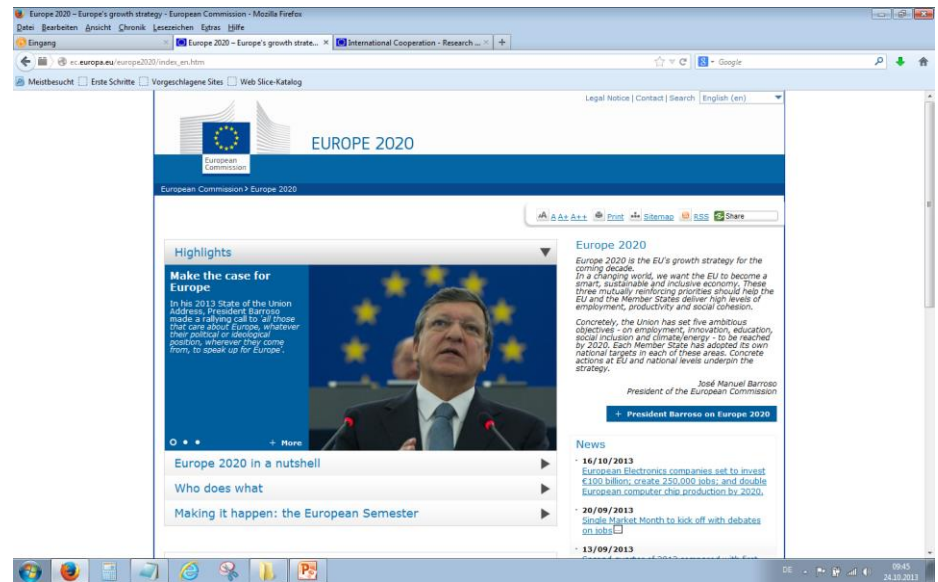 Europe 2020 – Europe's growth strategy - European Commission - Mozilla Firefox
Datei Bearbeiten Ansicht Chronik Lesezeichen Extras Hilfe
Eingang
Europe 2020 – Europe's growth strate...
International Cooperation - Research ...
ec.europa.eu/europe2020/index_en.htm
Google
Meistbesucht Erste Schritte Vorgeschlagene Sites Web Slice-Katalog
Legal Notice | Contact | Search English (en)
EUROPE 2020
European
Commission
European Commission > Europe 2020
A A A+ A++ Print Sitemap RSS Share
Highlights
Make the case for
Europe
In his 2013 State of the Union
Address, President Barroso
made a rallying call to 'all those
that care about Europe, whatever
their political or ideological
position, wherever they come
from, to speak up for Europe'.
+ More
Europe 2020 in a nutshell
Who does what
Making it happen: the European Semester
Europe 2020
Europe 2020 is the EU's growth strategy for the
coming decade.
In a changing world, we want the EU to become a
smart, sustainable and inclusive economy. These
three mutually reinforcing priorities should help the
EU and the Member States deliver high levels of
employment, productivity and social cohesion.
Concretely, the Union has set five ambitious
objectives - on employment, innovation, education,
social inclusion and climate/energy - to be reached
by 2020. Each Member State has adopted its own
national targets in each of these areas. Concrete
actions at EU and national levels underpin the
strategy.
José Manuel Barroso
President of the European Commission
+ President Barroso on Europe 2020
News
16/10/2013
European Electronics companies set to invest
€100 billion; create 250,000 jobs; and double
European computer chip production by 2020.
20/09/2013
Single Market Month to kick off with debates
on jobs
13/09/2013
DE
09:45
24.10.2013